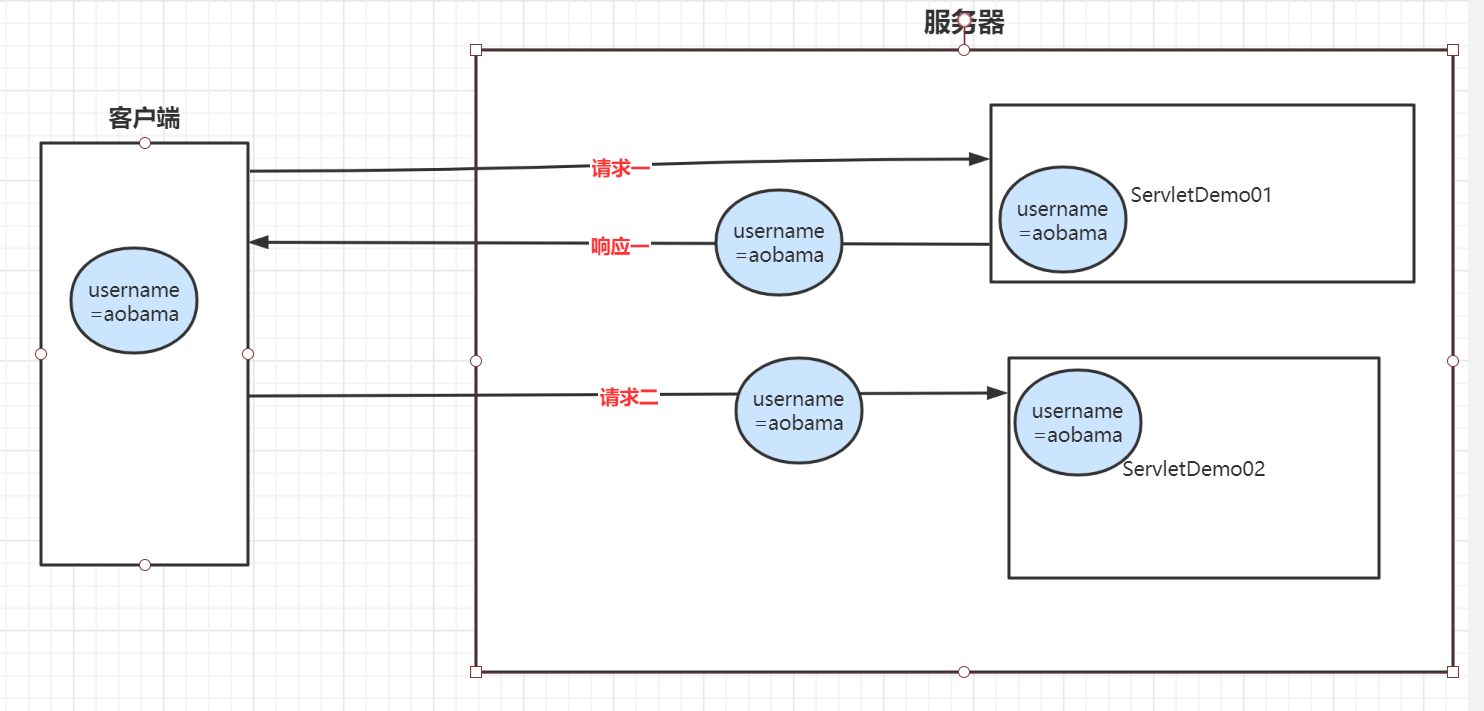 服务器
客户端
请求一
username
=aobama
ServletDemo01
响应一
username
=aobama
username
=aobama
请求二
username
=aobama
username
=aobama
ServletDemo02